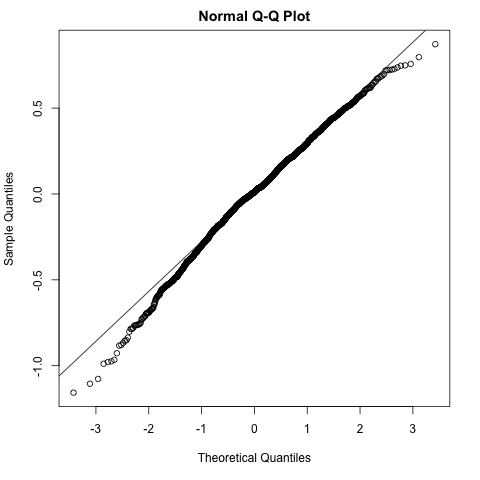 Normal Q-Q Plot
Sample Quantiles
0.5
0.0
-0.5
-1.0
-3 -2 -1 0 1 2 3
Theoretical Quantiles